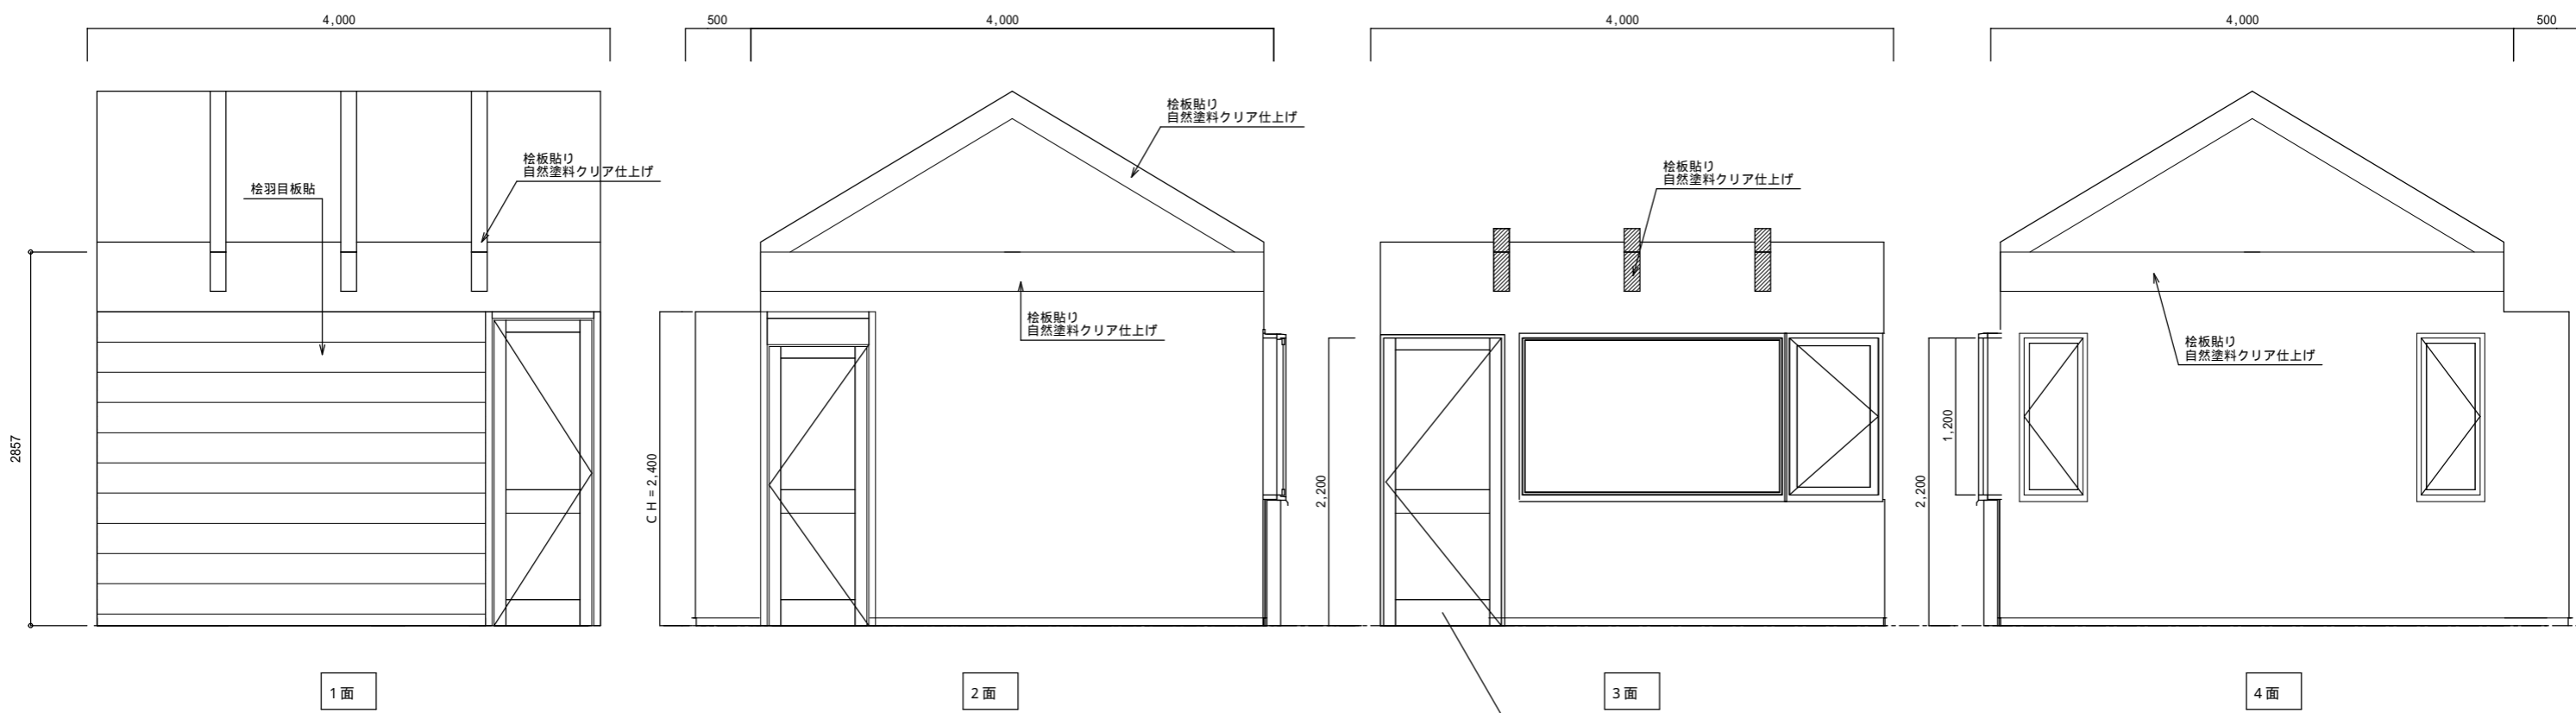 4,000
500
4,000
4,000
4,000
500
桧板貼り
自然塗料クリア仕上げ
桧羽目板貼
桧板貼り
自然塗料クリア仕上げ
桧板貼り
自然塗料クリア仕上げ
桧板貼り
自然塗料クリア仕上げ
桧板貼り
自然塗料クリア仕上げ
2857
CH=2,400
2,200
2,200
1,200
1面
2面
3面
4面